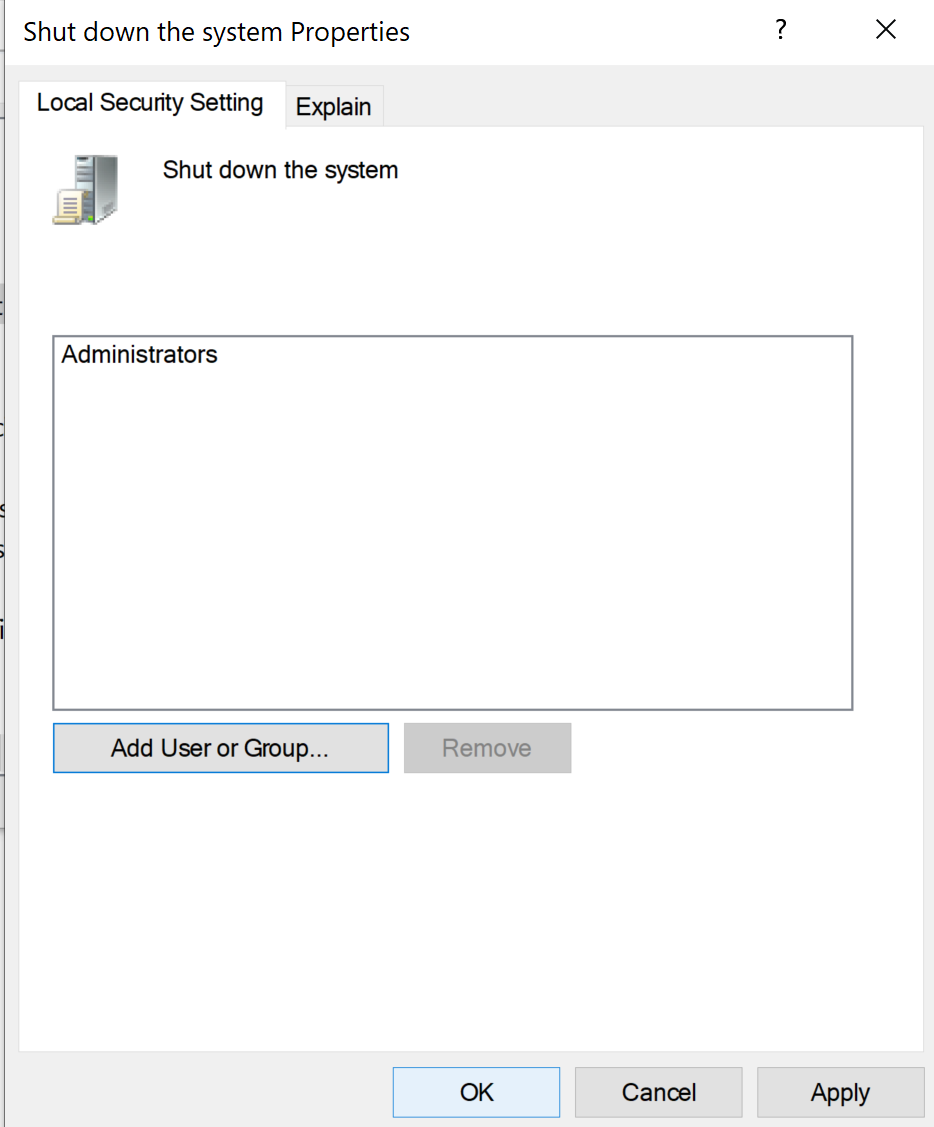 Shut down the system Properties
?
Local Security Setting
Explain
Shut down the system
Administrators
Add User or Group...
Remove
OK
Cancel
Apply